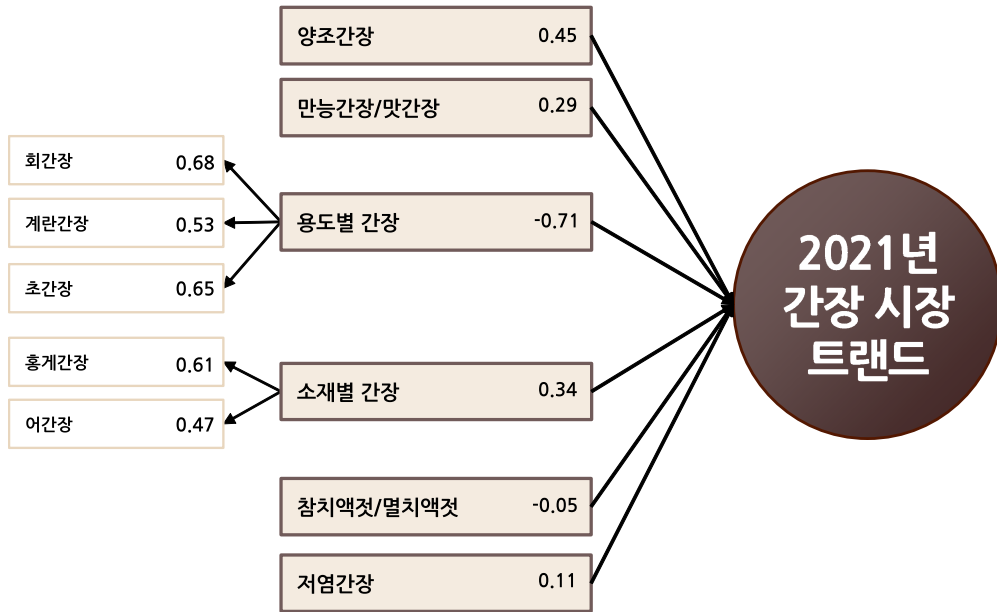 양조간장 0.45
만능간장/맛간장 0.29
회간장 0.68
계란간장 0.53
초간장 0.65
용도별 간장 -0.71
홍게간장 0.61
어간장 0.47
소재별 간장 0.34
참치액젓/멸치액젓 -0.05
저염간장 0.11
2021년
간장 시장
트랜드